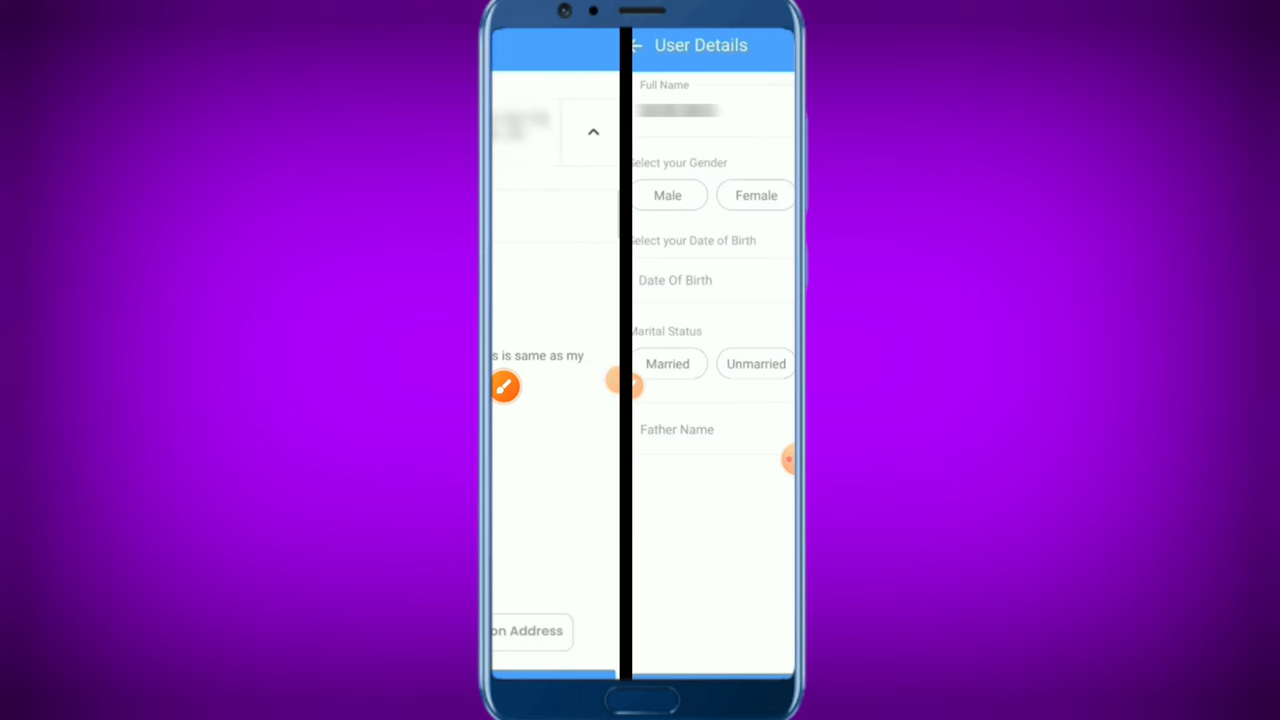 User Details
Full Name
Select your Gender
Male Female
Select your Date of Birth
Date Of Birth
Marital Status
Married Unmarried
Father Name
s is same as my
on Address